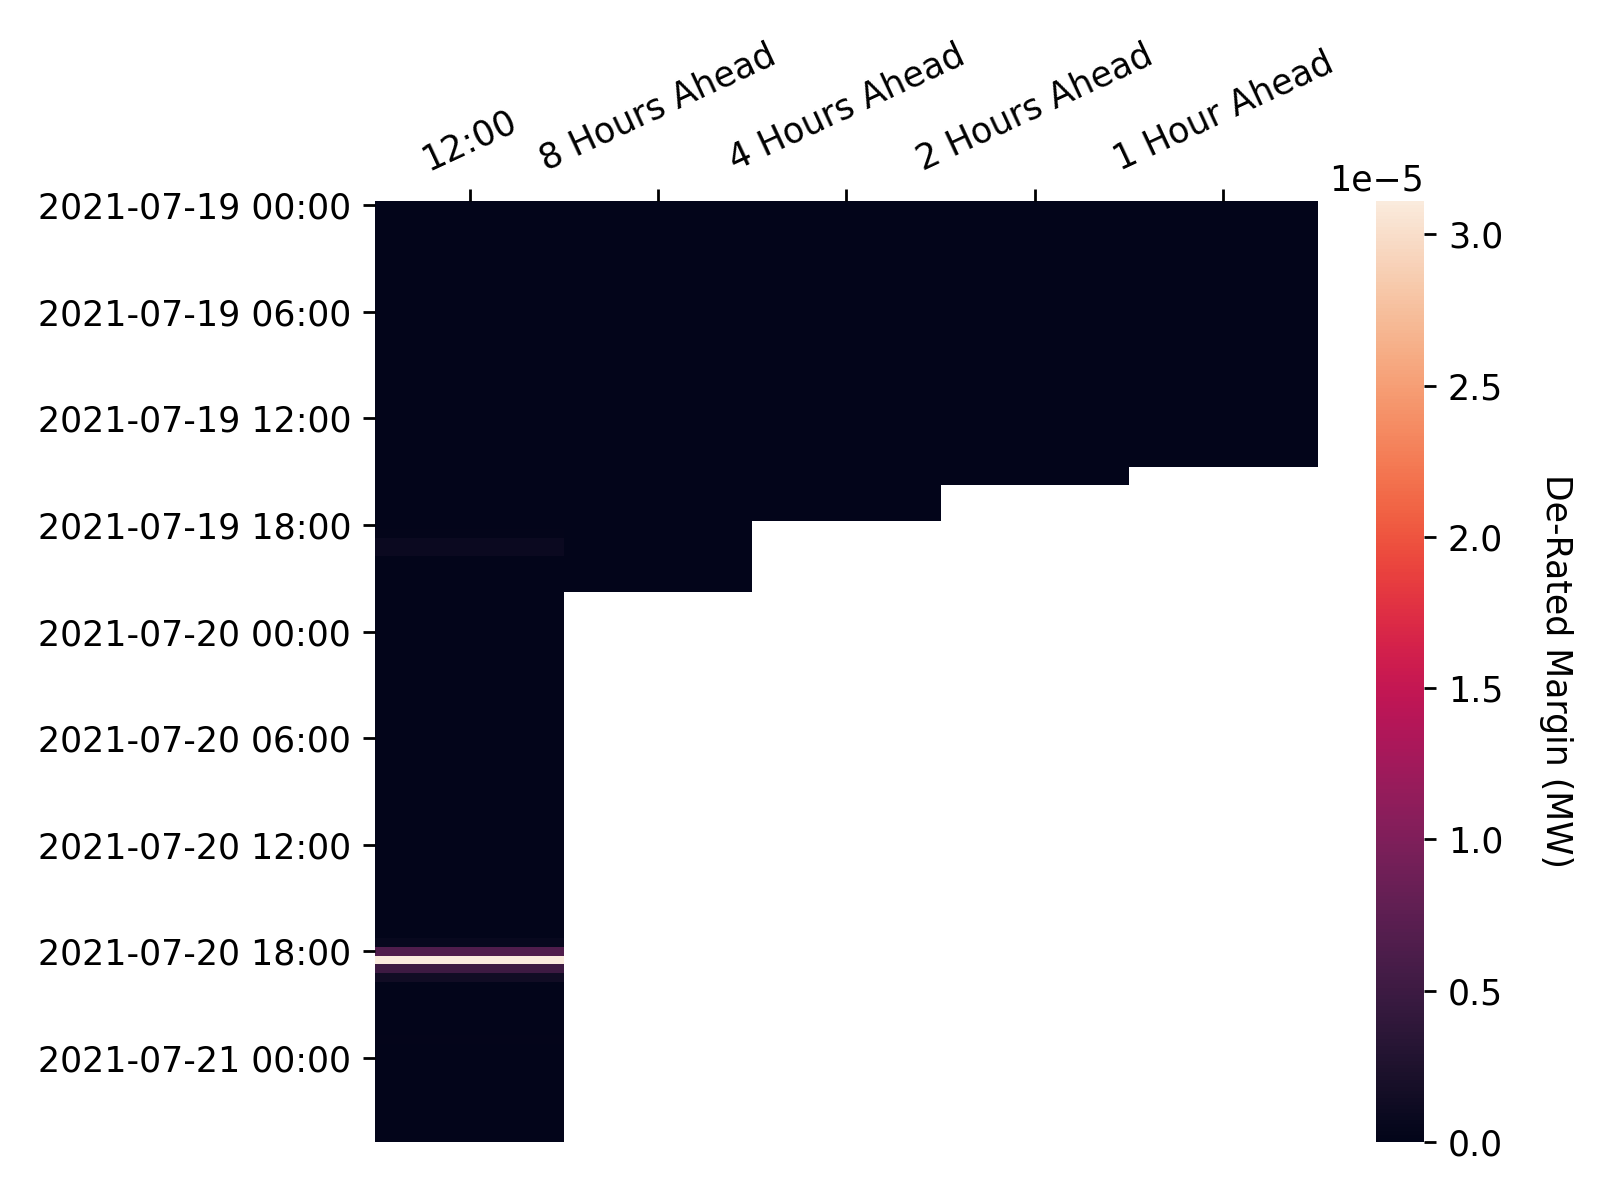 12:00
8 Hours Ahead
4 Hours Ahead
2 Hours Ahead
1 Hour Ahead
1e−5
2021-07-19 00:00
2021-07-19 06:00
2021-07-19 12:00
2021-07-19 18:00
2021-07-20 00:00
2021-07-20 06:00
2021-07-20 12:00
2021-07-20 18:00
2021-07-21 00:00
3.0
2.5
2.0
1.5
1.0
0.5
0.0
De-Rated Margin (MW)